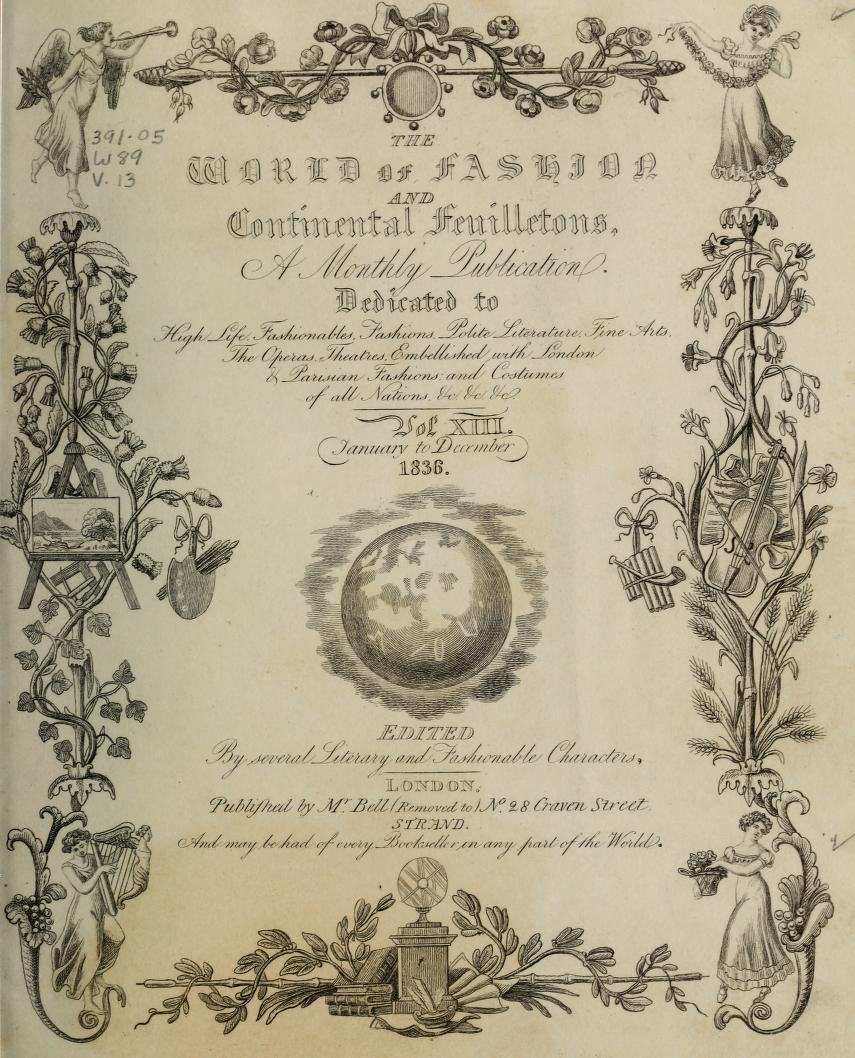 391.05
W89
V.13
THE
WORLD OF FASHION
AND
Continental Feuilletons,
A Monthly Publication.
Dedicated to
High Life, Fashionables, Fashions, Polite Literature, Fine Arts,
The Operas, Theatres, Embellished with London
& Parisian Fashions and Costumes
of all Nations, &c. &c. &c.
Vol XIII.
January to December
1836.
EDITED
By several Literary and Fashionable Characters,
LONDON.
Published by Mr. Bell (Removed to) No. 28 Craven Street
STRAND.
And may be had of every Bookseller in any part of the World.